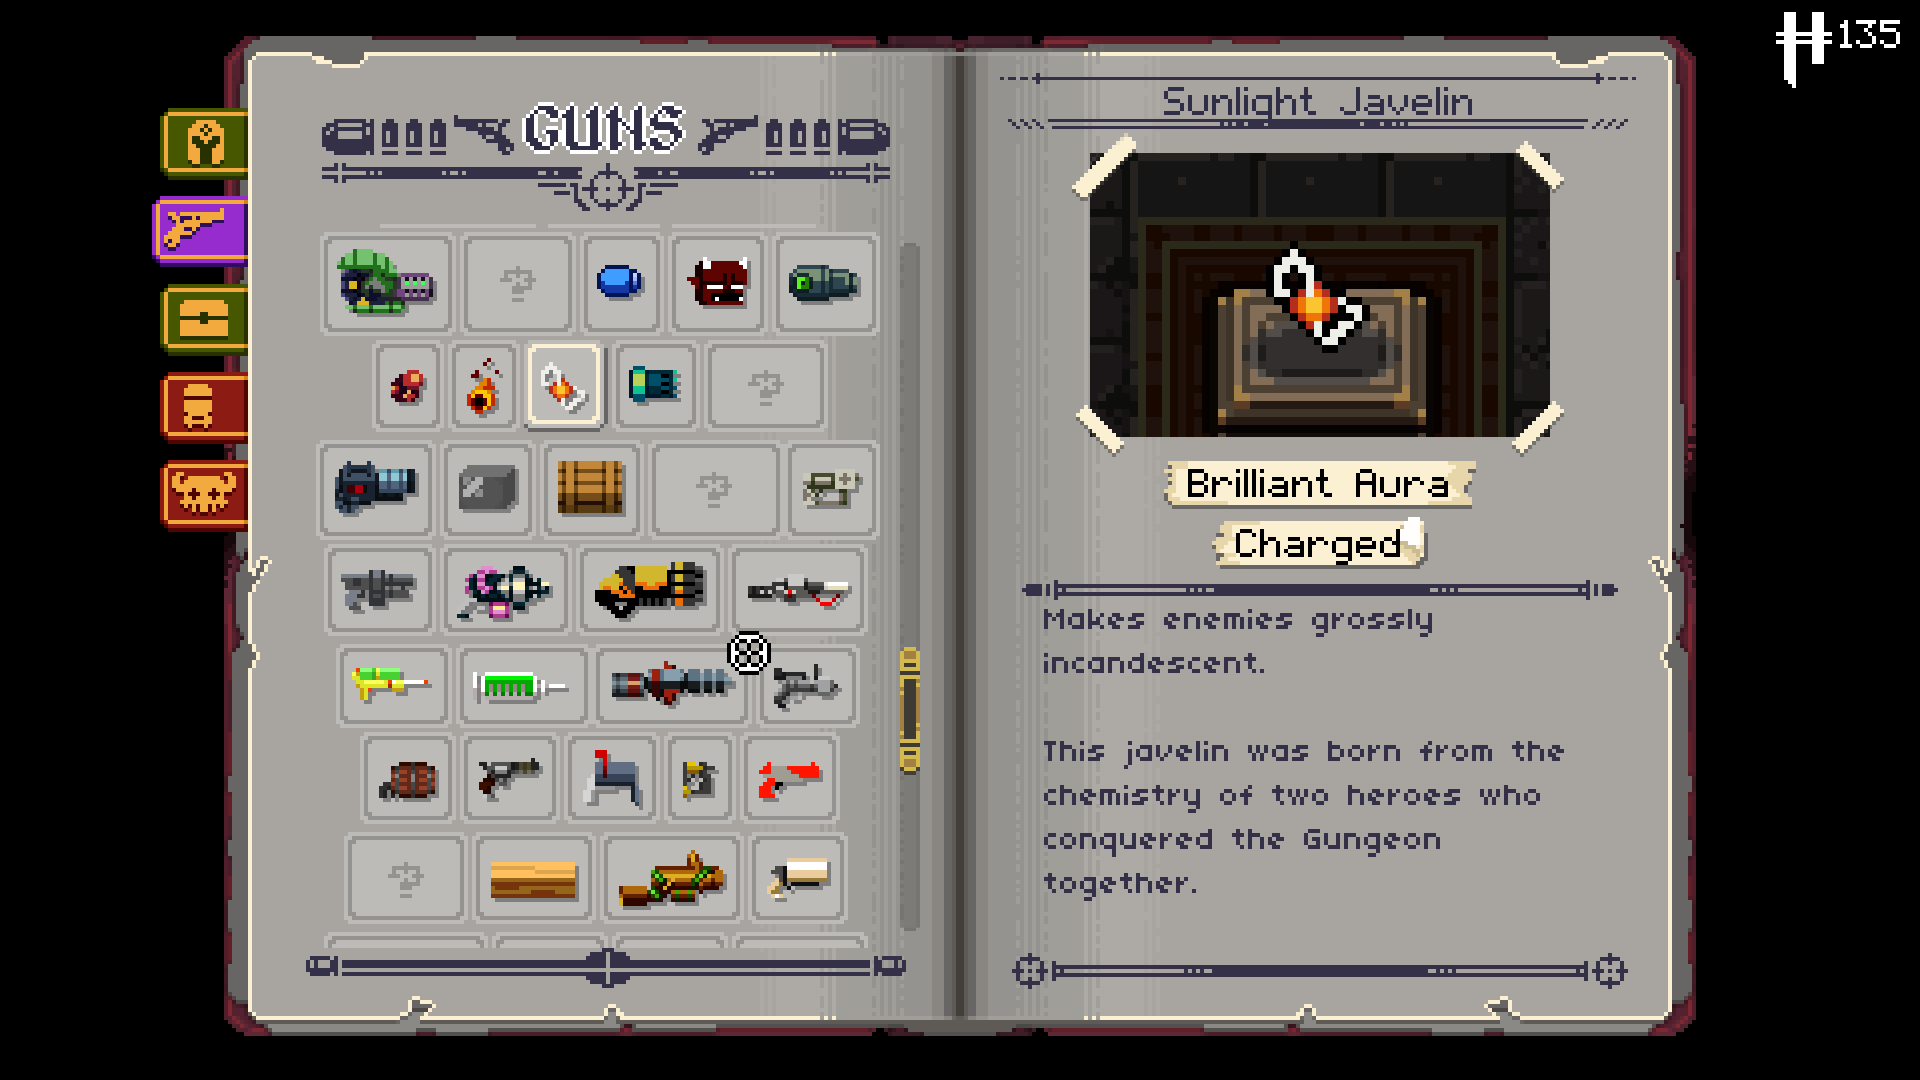 135
GUNS
Sunlight Javelin
Brilliant Aura
Changed
Makes enemies grossly
incandescent.
This javelin was born from the
chemistry of two heroes who
conquered the Gungeon
together.